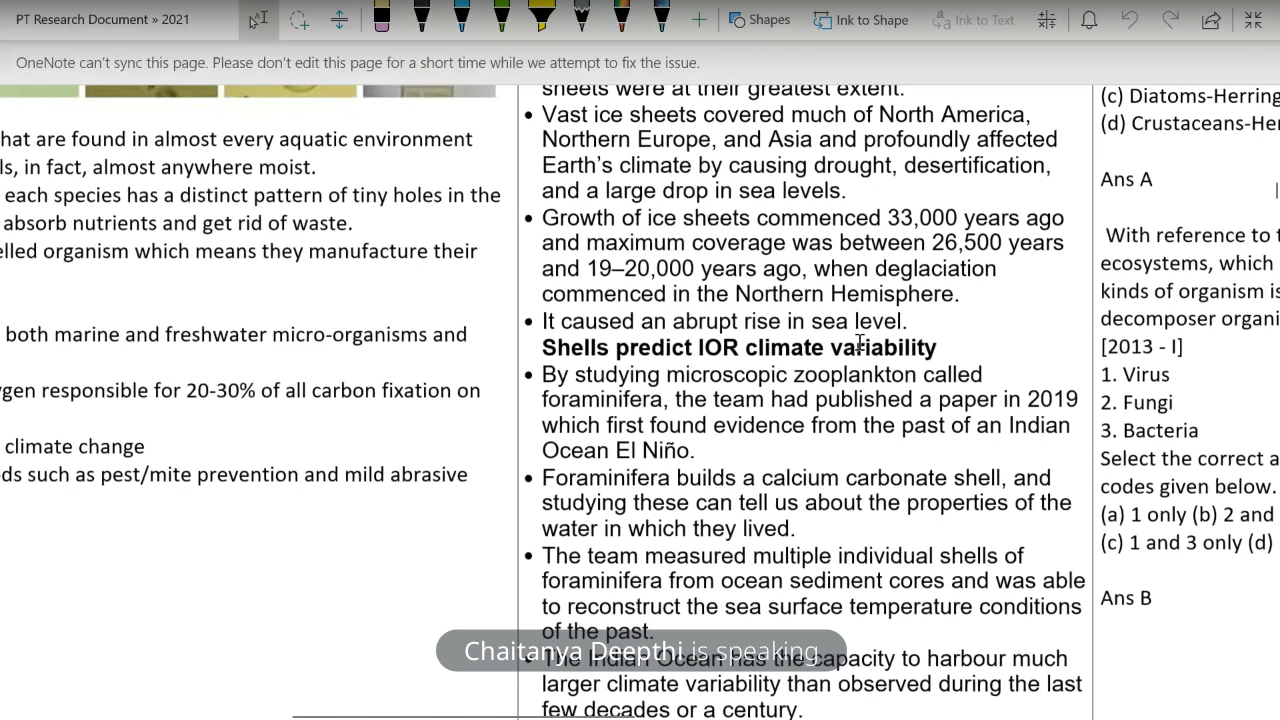 PT Research Document » 2021
Shapes
Ink to Shape
Ink to Text
OneNote can't sync this page. Please don't edit this page for a short time while we attempt to fix the issue.
hat are found in almost every aquatic environment
ls, in fact, almost anywhere moist.
each species has a distinct pattern of tiny holes in the
absorb nutrients and get rid of waste.
elled organism which means they manufacture their
both marine and freshwater micro-organisms and
gen responsible for 20-30% of all carbon fixation on
climate change
ds such as pest/mite prevention and mild abrasive
sheets were at their greatest extent.
• Vast ice sheets covered much of North America,
Northern Europe, and Asia and profoundly affected
Earth's climate by causing drought, desertification,
and a large drop in sea levels.
• Growth of ice sheets commenced 33,000 years ago
and maximum coverage was between 26,500 years
and 19–20,000 years ago, when deglaciation
commenced in the Northern Hemisphere.
• It caused an abrupt rise in sea level.
Shells predict IOR climate variability
• By studying microscopic zooplankton called
foraminifera, the team had published a paper in 2019
which first found evidence from the past of an Indian
Ocean El Niño.
• Foraminifera builds a calcium carbonate shell, and
studying these can tell us about the properties of the
water in which they lived.
• The team measured multiple individual shells of
foraminifera from ocean sediment cores and was able
to reconstruct the sea surface temperature conditions
of the past.
• The Indian Ocean has the capacity to harbour much
larger climate variability than observed during the last
few decades or a century.
(c) Diatoms-Herring
(d) Crustaceans-He
Ans A
With reference to t
ecosystems, which
kinds of organism is
decomposer organi
[2013 - I]
1. Virus
2. Fungi
3. Bacteria
Select the correct a
codes given below.
(a) 1 only (b) 2 and
(c) 1 and 3 only (d)
Ans B
Chaitanya Deepthi is speaking